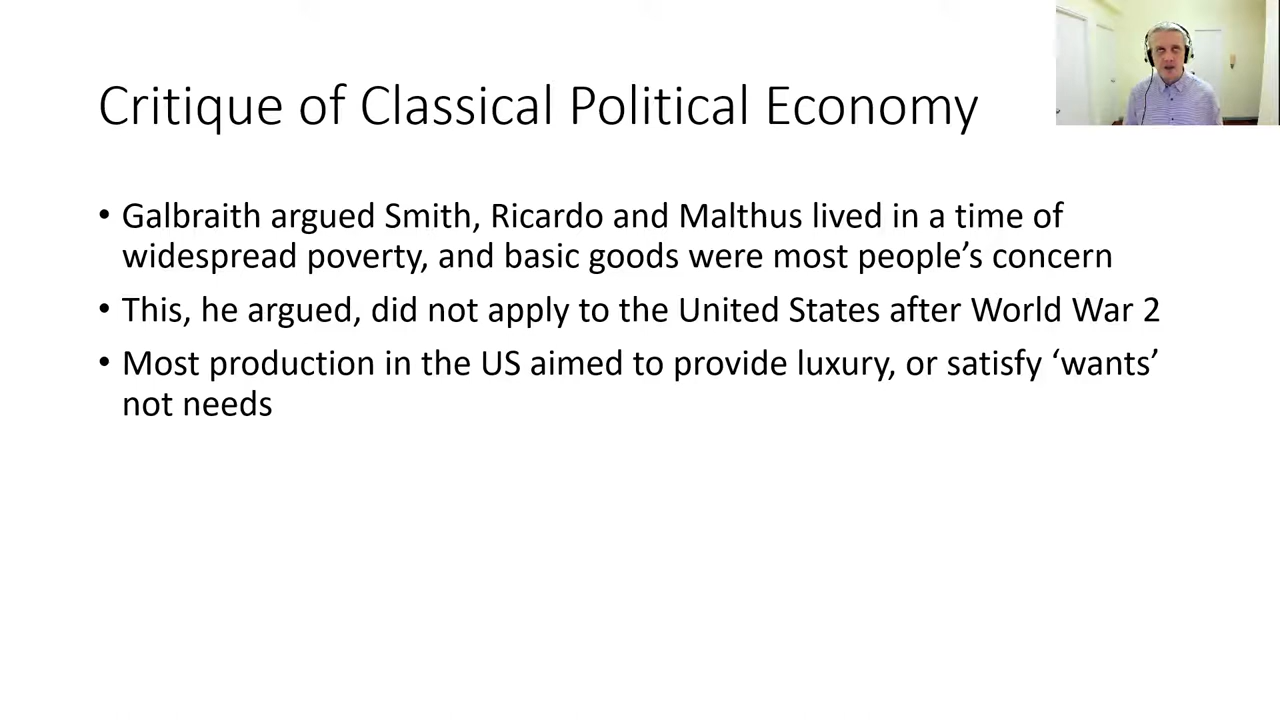 Critique of Classical Political Economy
• Galbraith argued Smith, Ricardo and Malthus lived in a time of
widespread poverty, and basic goods were most people’s concern
• This, he argued, did not apply to the United States after World War 2
• Most production in the US aimed to provide luxury, or satisfy ‘wants’
not needs